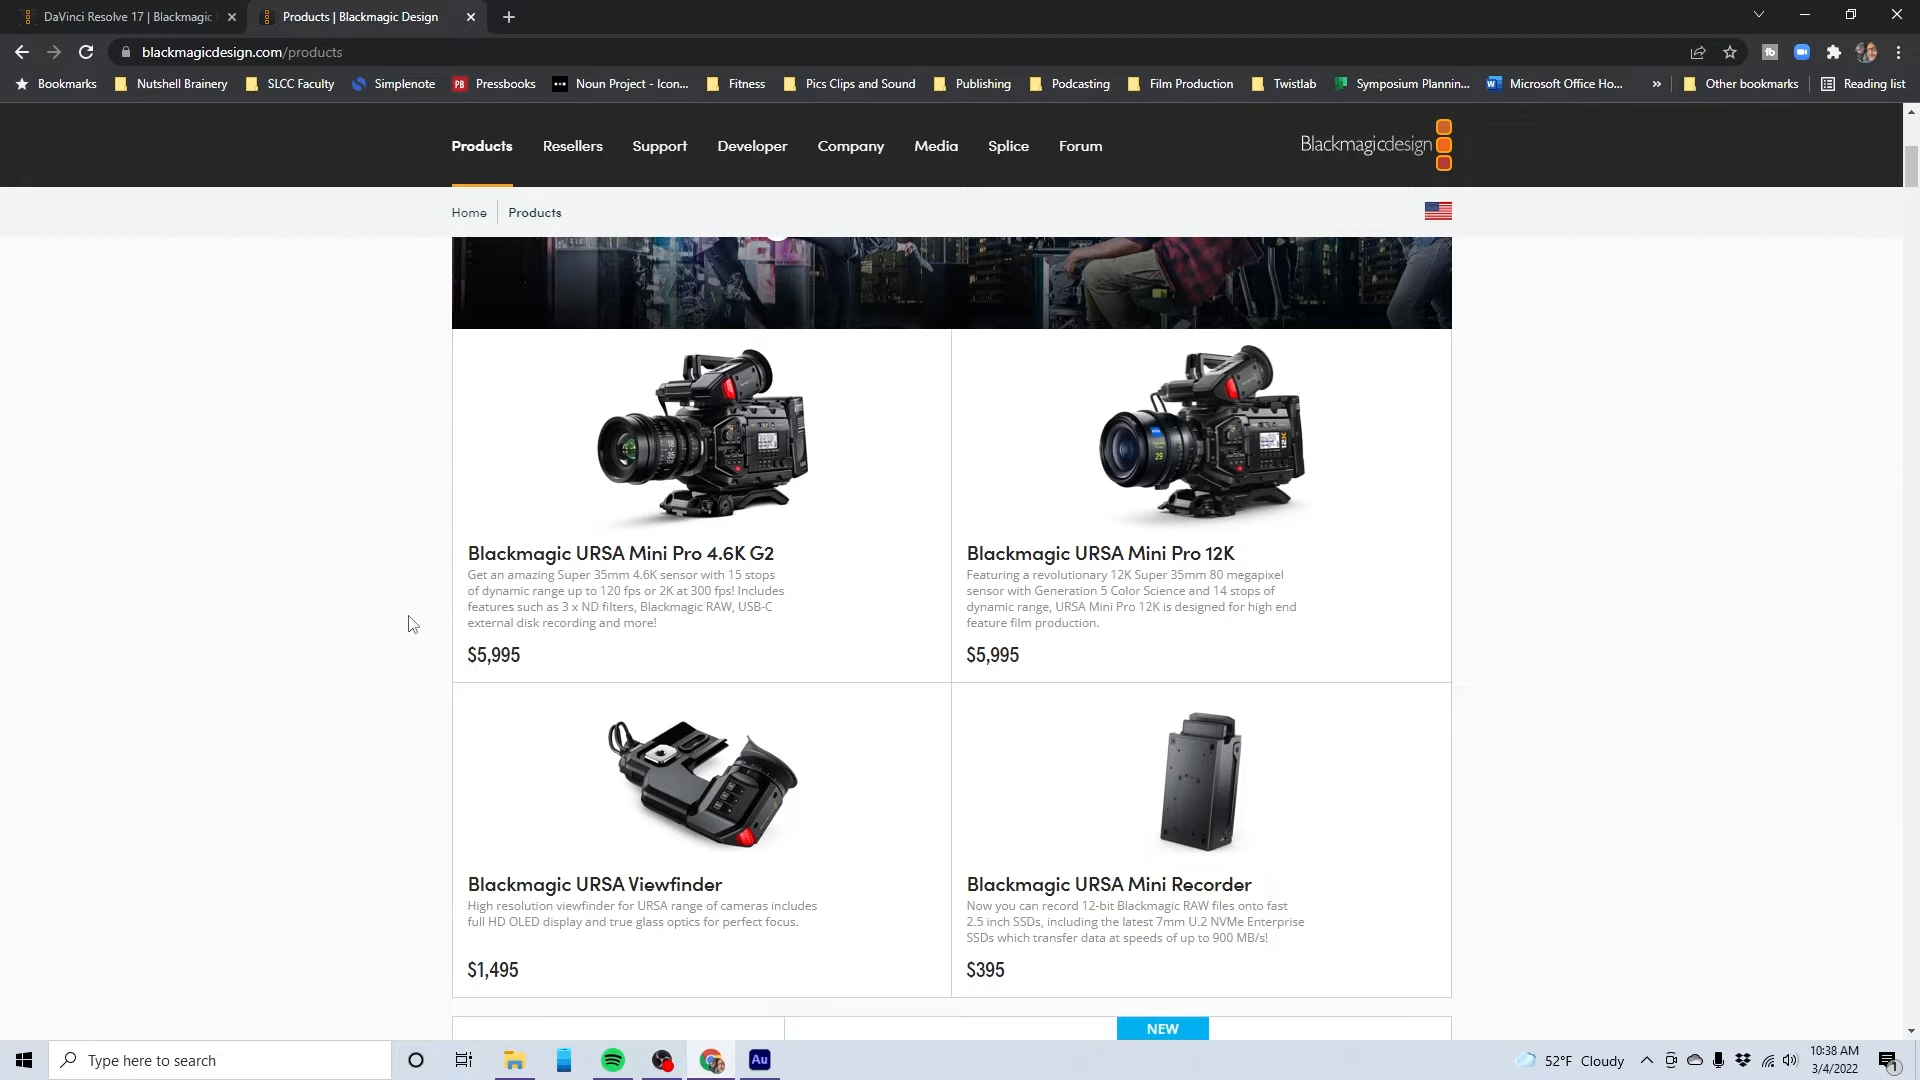 DaVinci Resolve 17 | Blackmagic
Products | Blackmagic Design
blackmagicdesign.com/products
Bookmarks
Nutshell Brainery
SLCC Faculty
Simplenote
PB
Pressbooks
Noun Project - Icon...
Fitness
Pics Clips and Sound
Publishing
Podcasting
Film Production
Twistlab
Symposium Plannin...
Microsoft Office Ho...
»
Other bookmarks
Reading list
Products
Resellers
Support
Developer
Company
Media
Splice
Forum
Blackmagicdesign
Home
Products
Blackmagic URSA Mini Pro 4.6K G2
Get an amazing Super 35mm 4.6K sensor with 15 stops
of dynamic range up to 120 fps or 2K at 300 fps! Includes
features such as 3 x ND filters, Blackmagic RAW, USB-C
external disk recording and more!
$5,995
29
12K
Blackmagic URSA Mini Pro 12K
Featuring a revolutionary 12K Super 35mm 80 megapixel
sensor with Generation 5 Color Science and 14 stops of
dynamic range, URSA Mini Pro 12K is designed for high end
feature film production.
$5,995
Blackmagic URSA Viewfinder
High resolution viewfinder for URSA range of cameras includes
full HD OLED display and true glass optics for perfect focus.
$1,495
Blackmagic URSA Mini Recorder
Now you can record 12-bit Blackmagic RAW files onto fast
2.5 inch SSDs, including the latest 7mm U.2 NVMe Enterprise
SSDs which transfer data at speeds of up to 900 MB/s!
$395
NEW
Type here to search
Au
52°F Cloudy
10:38 AM
3/4/2022
1